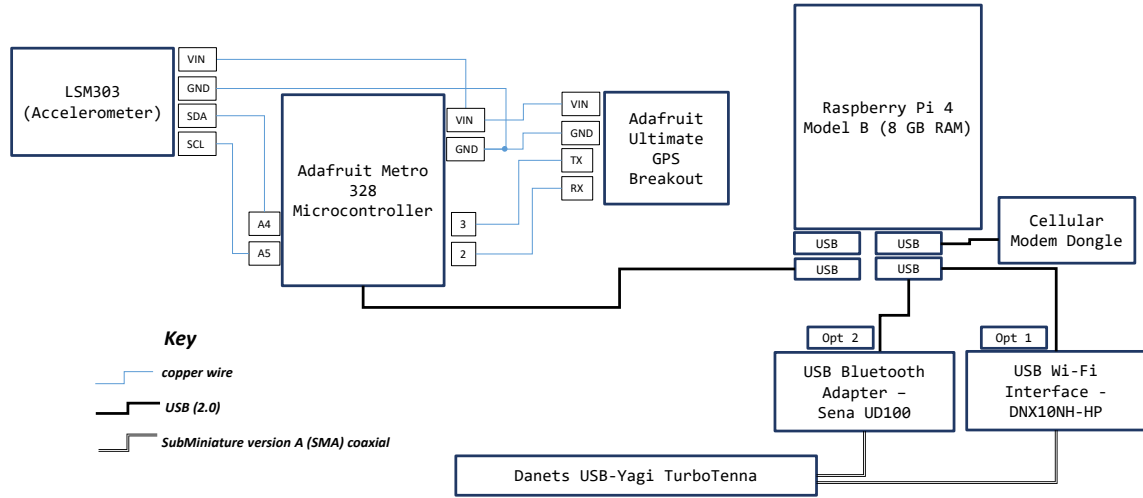 LSM303
(Accelerometer)
VIN
GND
SDA
SCL
Adafruit Metro
328
Microcontroller
VIN
GND
A4
A5
3
2
VIN
GND
TX
RX
Adafruit
Ultimate
GPS
Breakout
Raspberry Pi 4
Model B (8 GB RAM)
USB
USB
USB
USB
Cellular
Modem Dongle
Opt 2
Opt 1
USB Bluetooth
Adapter –
Sena UD100
USB Wi-Fi
Interface -
DNX10NH-HP
Danets USB-Yagi TurboTenna
Key
copper wire
USB (2.0)
SubMiniature version A (SMA) coaxial